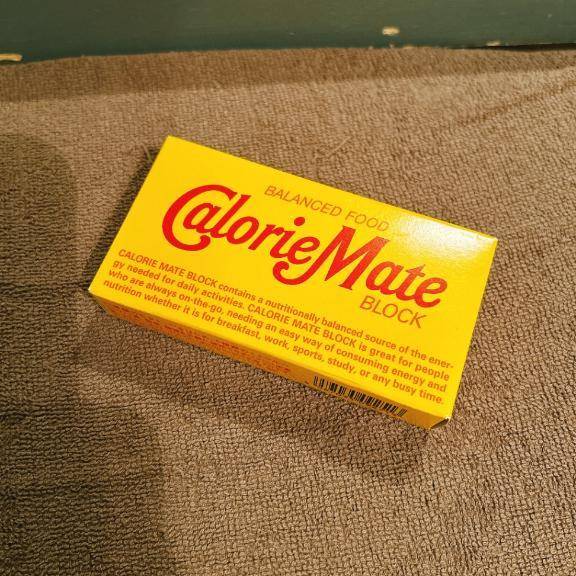 BALANCED FOOD
CalorieMate
BLOCK
CALORIE MATE BLOCK contains a nutritionally balanced source of the ener-
gy needed for daily activities. CALORIE MATE BLOCK is great for people
who are always on-the-go, needing an easy way of consuming energy and
nutrition whether it is for breakfast, work, sports, study, or any busy time.